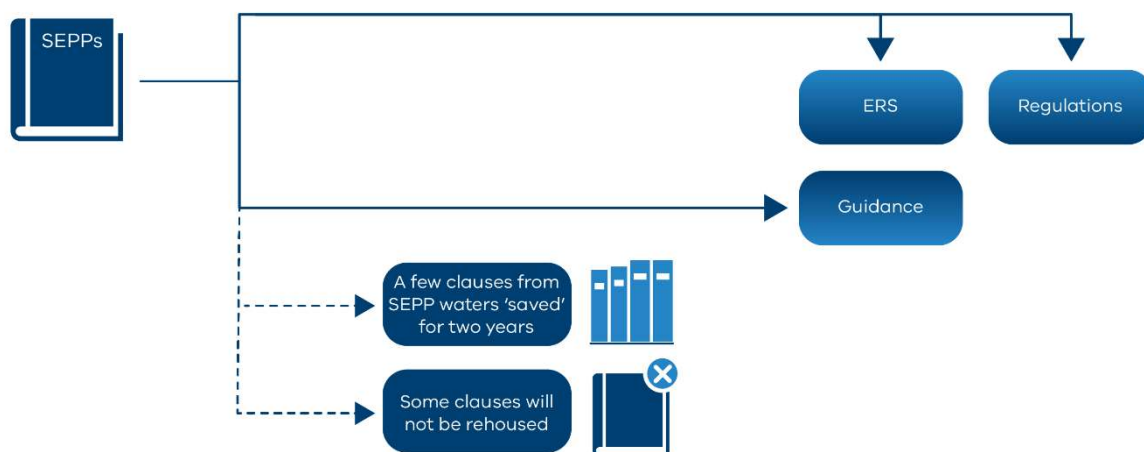 SEPPs
ERS
Regulations
Guidance
A few clauses from
SEPP waters ‘saved’
for two years
Some clauses will
not be rehoused